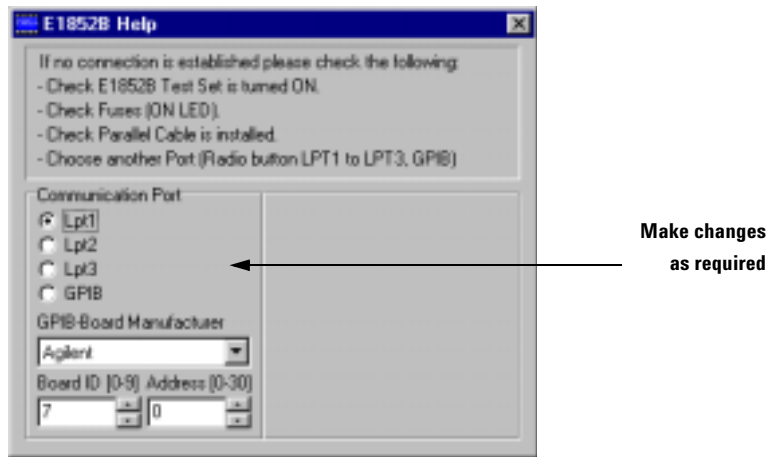 E1852B Help
If no connection is established please check the following:
- Check E1852B Test Set is turned ON.
- Check Fuses (ON LED).
- Check Parallel Cable is installed.
- Choose another Port (Radio button LPT1 to LPT3, GPIB)
Communication Port
Lpt1
Lpt2
Lpt3
GPIB
GPIB-Board Manufacturer
Agilent
Board ID [0-9] Address [0-30]
7 0
Make changes
as required